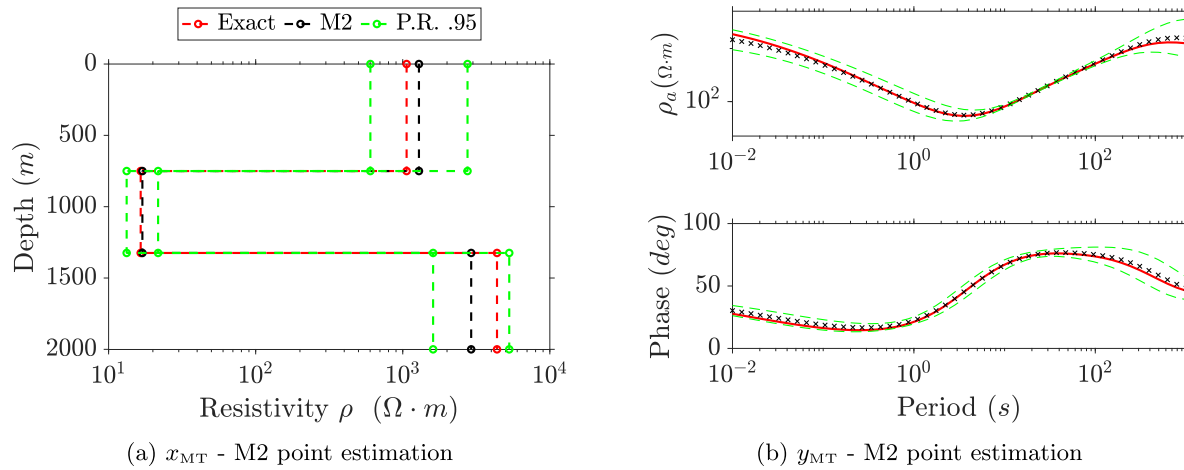 Exact M2 P.R. .95
Depth (m)
0
500
1000
1500
2000
10^1 10^2 10^3 10^4
Resistivity ρ (Ω · m)
(a) x_MT - M2 point estimation
ρ_a(Ω·m)
10^2
10^-2 10^0 10^2
Phase (deg)
100
50
0
10^-2 10^0 10^2
Period (s)
(b) y_MT - M2 point estimation